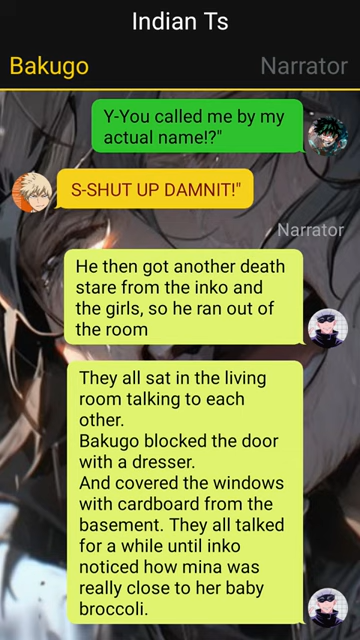 Indian Ts
Bakugo
Narrator
Y-You called me by my
actual name!?"
S-SHUT UP DAMNIT!"
Narrator
He then got another death
stare from the inko and
the girls, so he ran out of
the room
They all sat in the living
room talking to each
other.
Bakugo blocked the door
with a dresser.
And covered the windows
with cardboard from the
basement. They all talked
for a while until inko
noticed how mina was
really close to her baby
broccoli.